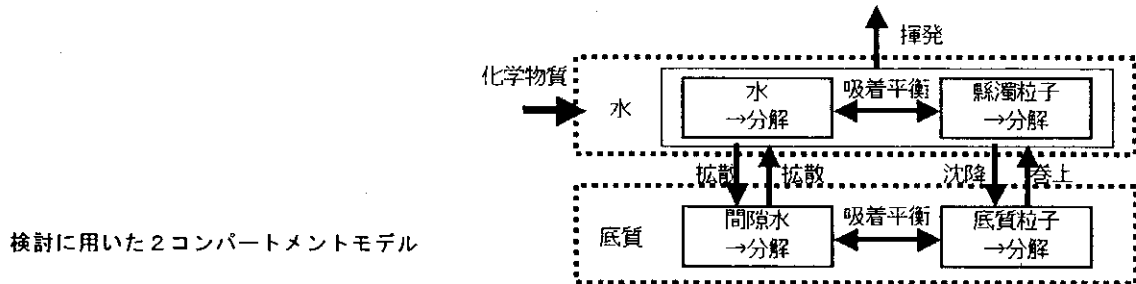 揮発
化学物質
水
水
→分解
吸着平衡
懸濁粒子
→分解
拡散
拡散
沈降
巻上
底質
間隙水
→分解
吸着平衡
底質粒子
→分解
検討に用いた２コンパートメントモデル